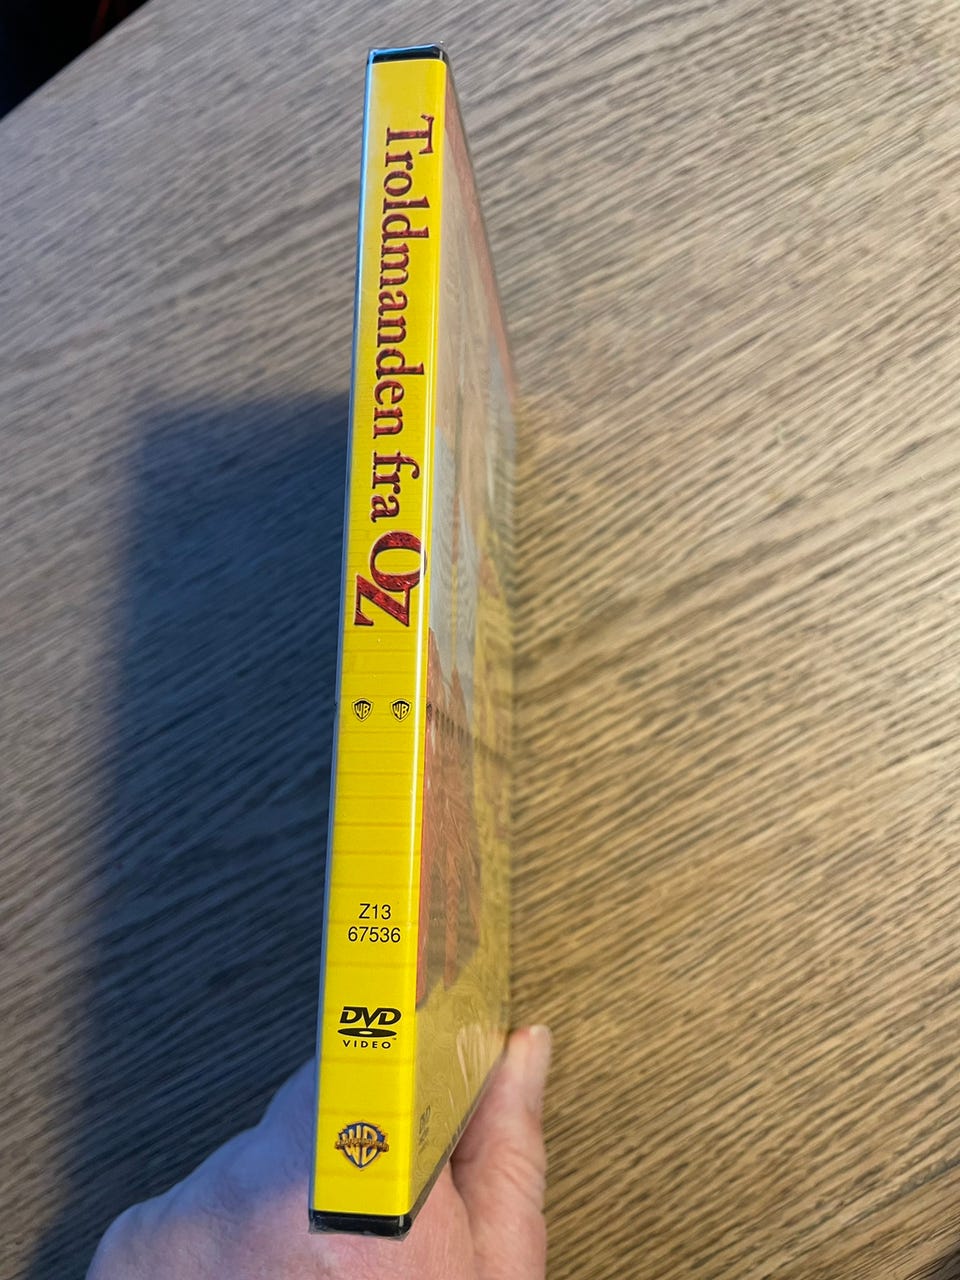 Troldmanden fra OZ
WB WB
Z13
67536
DVD
VIDEO
WB